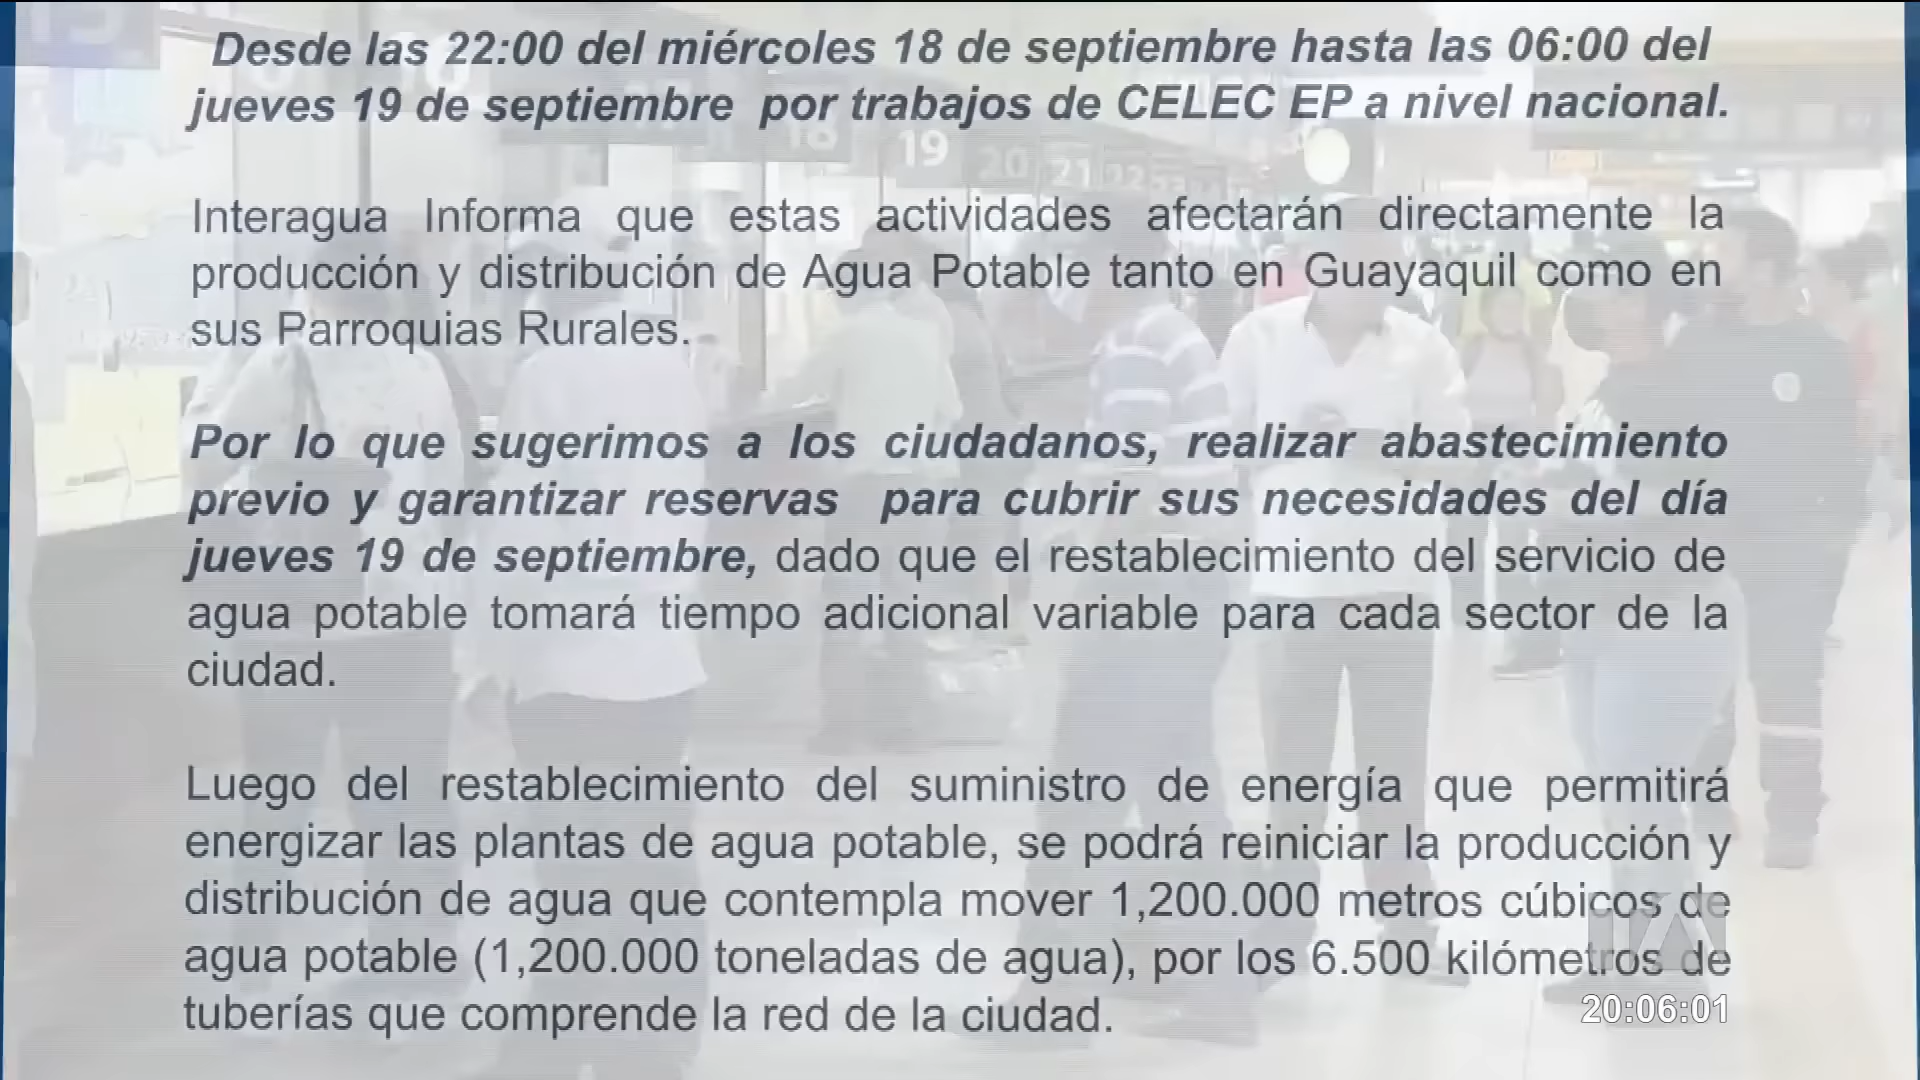 Desde las 22:00 del miércoles 18 de septiembre hasta las 06:00 del
jueves 19 de septiembre por trabajos de CELEC EP a nivel nacional.
19
20
21
22
Interagua Informa que estas actividades afectarán directamente la
producción y distribución de Agua Potable tanto en Guayaquil como en
sus Parroquias Rurales.
Por lo que sugerimos a los ciudadanos, realizar abastecimiento
previo y garantizar reservas para cubrir sus necesidades del día
jueves 19 de septiembre, dado que el restablecimiento del servicio de
agua potable tomará tiempo adicional variable para cada sector de la
ciudad.
Luego del restablecimiento del suministro de energía que permitirá
energizar las plantas de agua potable, se podrá reiniciar la producción y
distribución de agua que contempla mover 1,200.000 metros cúbicos de
agua potable (1,200.000 toneladas de agua), por los 6.500 kilómetros de
tuberías que comprende la red de la ciudad.
20:06:01